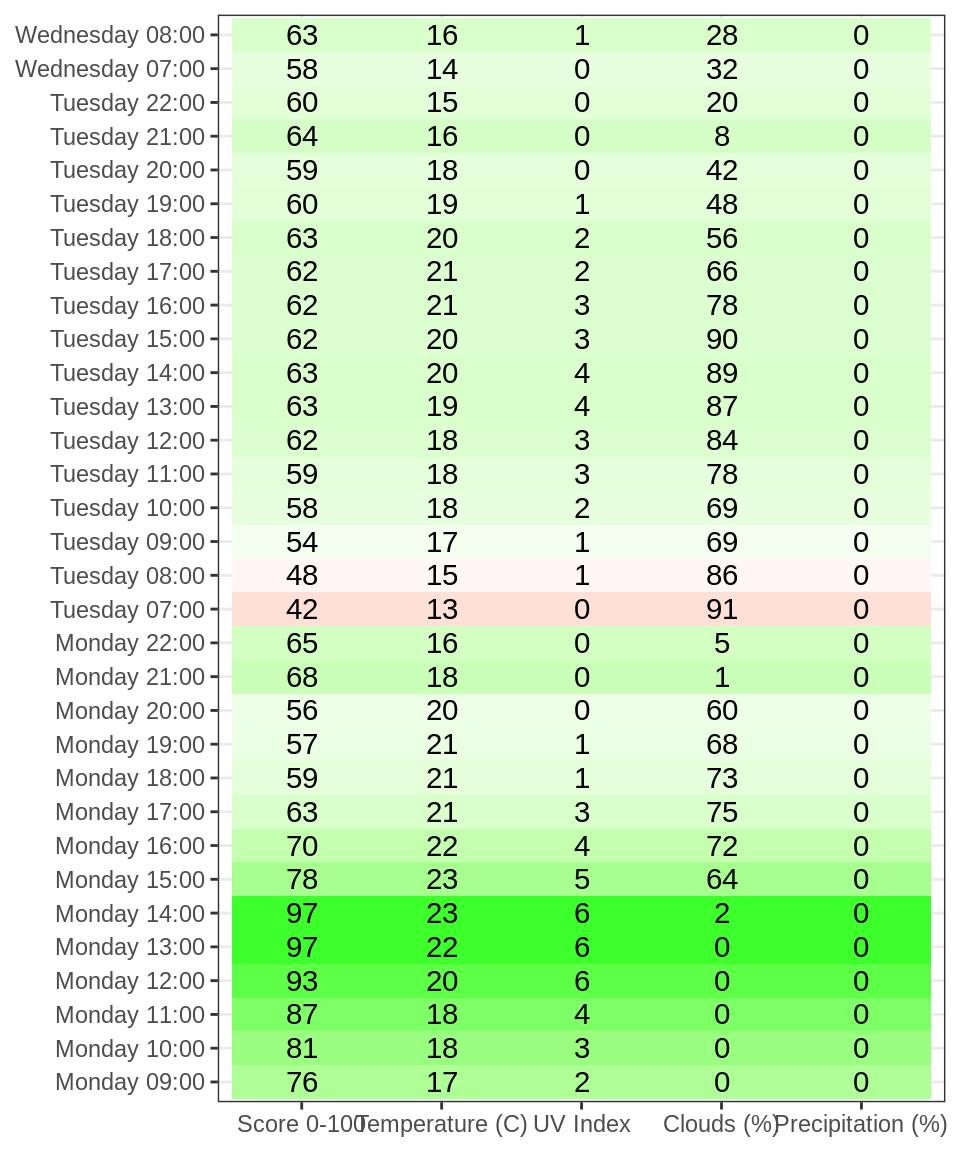 Wednesday 08:00 63 16 1 28 0
Wednesday 07:00 58 14 0 32 0
Tuesday 22:00 60 15 0 20 0
Tuesday 21:00 64 16 0 8 0
Tuesday 20:00 59 18 0 42 0
Tuesday 19:00 60 19 1 48 0
Tuesday 18:00 63 20 2 56 0
Tuesday 17:00 62 21 2 66 0
Tuesday 16:00 62 21 3 78 0
Tuesday 15:00 62 20 3 90 0
Tuesday 14:00 63 20 4 89 0
Tuesday 13:00 63 19 4 87 0
Tuesday 12:00 62 18 3 84 0
Tuesday 11:00 59 18 3 78 0
Tuesday 10:00 58 18 2 69 0
Tuesday 09:00 54 17 1 69 0
Tuesday 08:00 48 15 1 86 0
Tuesday 07:00 42 13 0 91 0
Monday 22:00 65 16 0 5 0
Monday 21:00 68 18 0 1 0
Monday 20:00 56 20 0 60 0
Monday 19:00 57 21 1 68 0
Monday 18:00 59 21 1 73 0
Monday 17:00 63 21 3 75 0
Monday 16:00 70 22 4 72 0
Monday 15:00 78 23 5 64 0
Monday 14:00 97 23 6 2 0
Monday 13:00 97 22 6 0 0
Monday 12:00 93 20 6 0 0
Monday 11:00 87 18 4 0 0
Monday 10:00 81 18 3 0 0
Monday 09:00 76 17 2 0 0
Score 0-100 Temperature (C) UV Index Clouds (%) Precipitation (%)